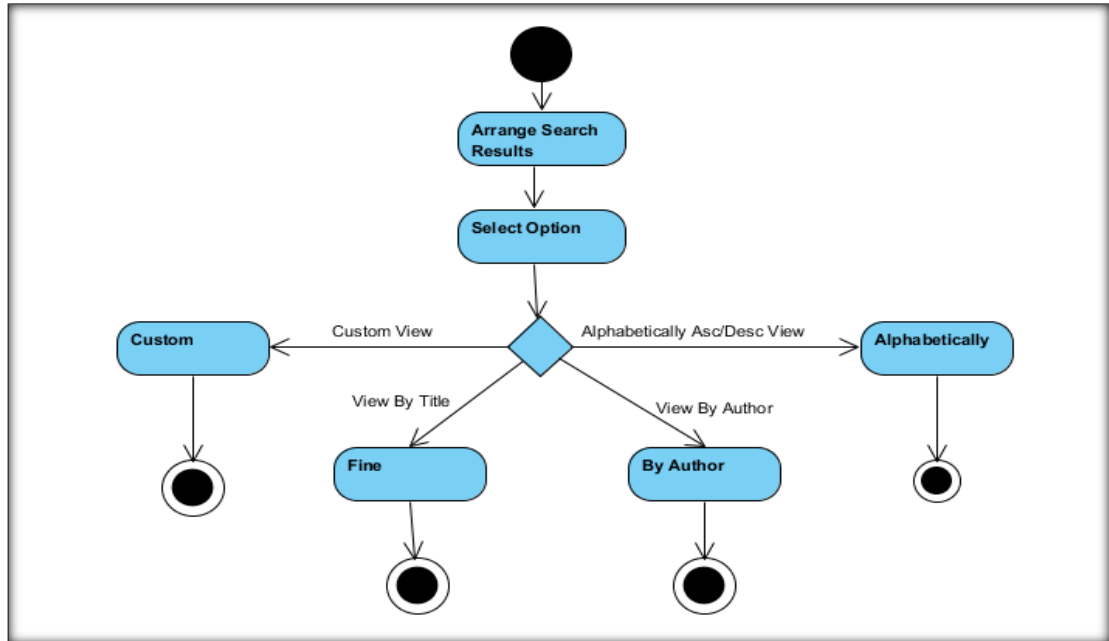 Arrange Search
Results
Select Option
Custom View
Alphabetically Asc/Desc View
Custom
Alphabetically
View By Title
View By Author
Fine
By Author